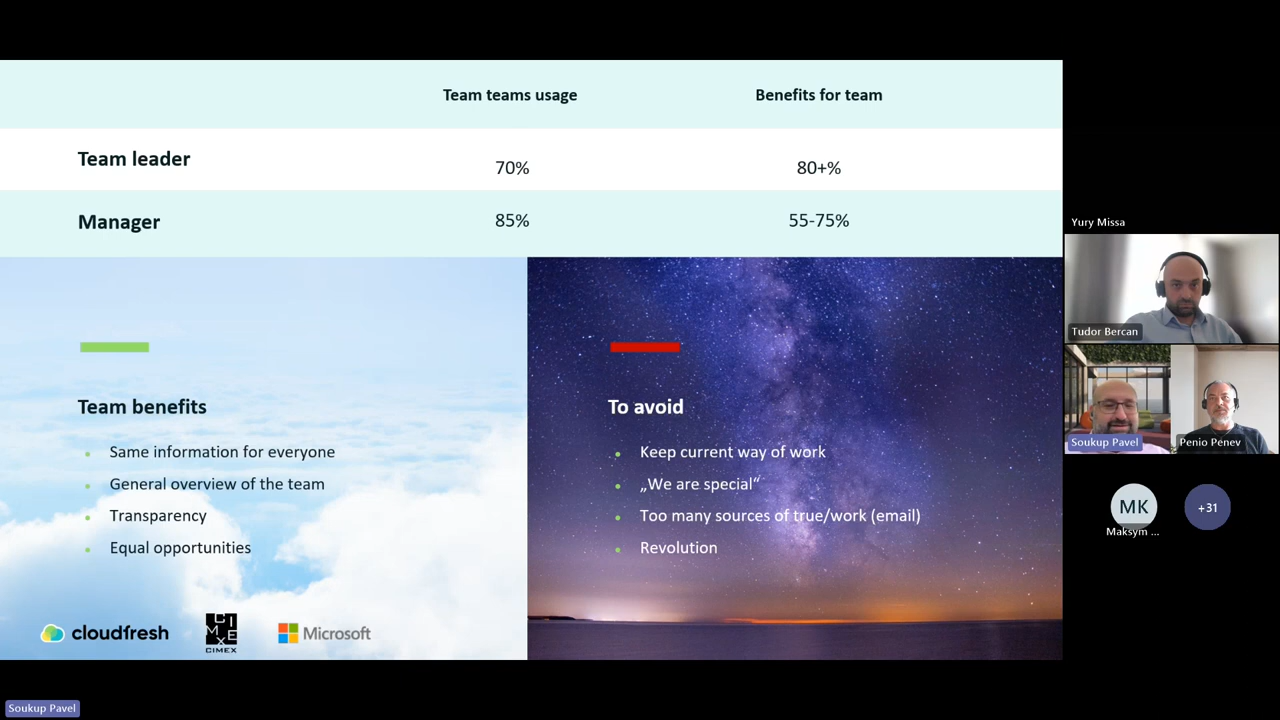 Team teams usage
Benefits for team
Team leader
70%
80+%
Manager
85%
55-75%
Team benefits
Same information for everyone
General overview of the team
Transparency
Equal opportunities
To avoid
Keep current way of work
„We are special“
Too many sources of true/work (email)
Revolution
cloudfresh
CIMEX
CIMEX
Microsoft
Yury Missa
Tudor Bercan
Soukup Pavel
Penio Penev
MK
Maksym ...
+31
Soukup Pavel